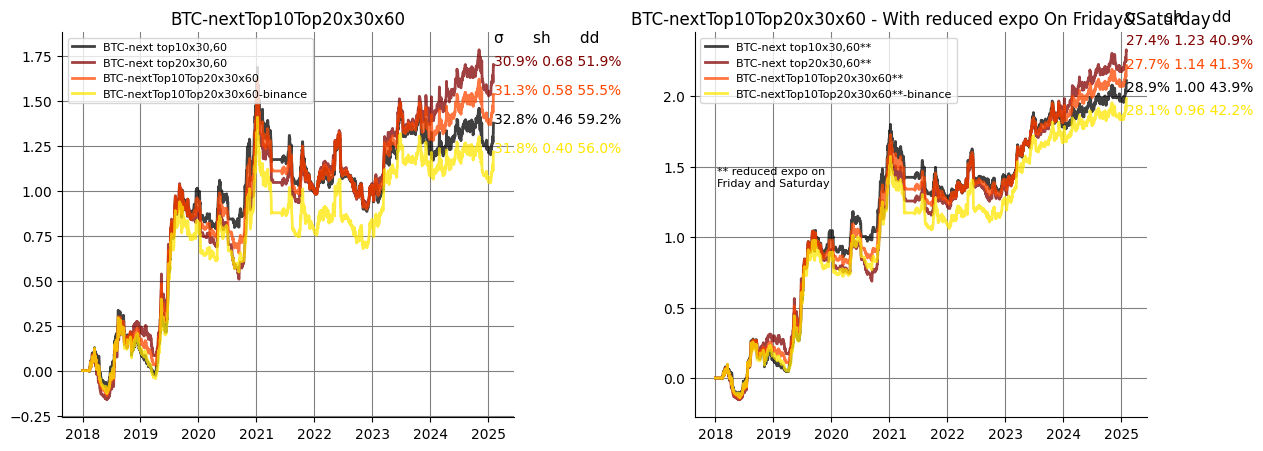 BTC-nextTop10Top20x30x60
σ sh dd
BTC-next top10x30,60
BTC-next top20x30,60
BTC-nextTop10Top20x30x60
BTC-nextTop10Top20x30x60-binance
30.9% 0.68 51.9%
31.3% 0.58 55.5%
32.8% 0.46 59.2%
31.8% 0.40 56.0%
1.75
1.50
1.25
1.00
0.75
0.50
0.25
0.00
−0.25
2018 2019 2020 2021 2022 2023 2024 2025
BTC-nextTop10Top20x30x60 - With reduced expo On Friday&Saturday
σ sh dd
BTC-next top10x30,60**
BTC-next top20x30,60**
BTC-nextTop10Top20x30x60**
BTC-nextTop10Top20x30x60**-binance
27.4% 1.23 40.9%
27.7% 1.14 41.3%
28.9% 1.00 43.9%
28.1% 0.96 42.2%
** reduced expo on
Friday and Saturday
2.0
1.5
1.0
0.5
0.0
2018 2019 2020 2021 2022 2023 2024 2025